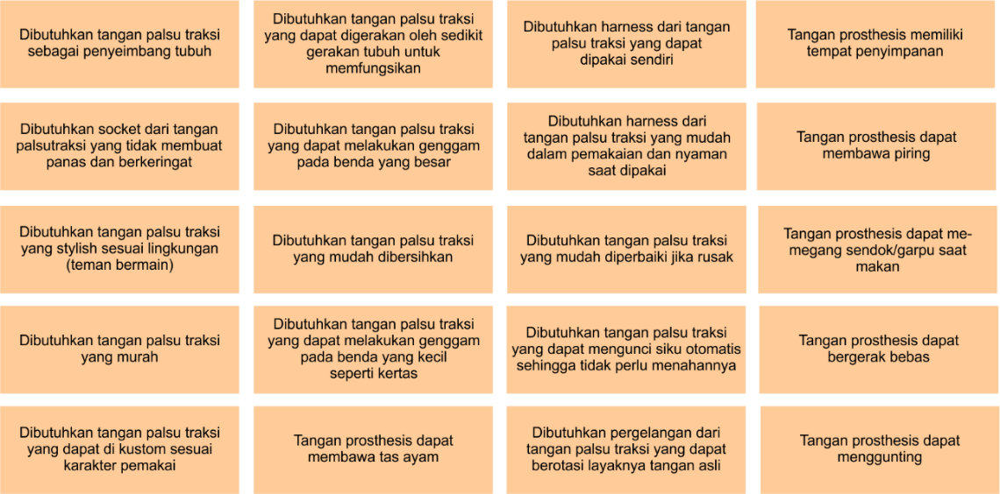 Dibutuhkan tangan palsu traksi
sebagai penyeimbang tubuh
Dibutuhkan tangan palsu traksi
yang dapat digerakan oleh sedikit
gerakan tubuh untuk
memfungsikan
Dibutuhkan harness dari tangan
palsu traksi yang dapat
dipakai sendiri
Tangan prosthesis memiliki
tempat penyimpanan
Dibutuhkan socket dari tangan
palsutraksi yang tidak membuat
panas dan berkeringat
Dibutuhkan tangan palsu traksi
yang dapat melakukan genggam
pada benda yang besar
Dibutuhkan harness dari
tangan palsu traksi yang mudah
dalam pemakaian dan nyaman
saat dipakai
Tangan prosthesis dapat
membawa piring
Dibutuhkan tangan palsu traksi
yang stylish sesuai lingkungan
(teman bermain)
Dibutuhkan tangan palsu traksi
yang mudah dibersihkan
Dibutuhkan tangan palsu traksi
yang mudah diperbaiki jika rusak
Tangan prosthesis dapat me-
megang sendok/garpu saat
makan
Dibutuhkan tangan palsu traksi
yang murah
Dibutuhkan tangan palsu traksi
yang dapat melakukan genggam
pada benda yang kecil
seperti kertas
Dibutuhkan tangan palsu traksi
yang dapat mengunci siku otomatis
sehingga tidak perlu menahannya
Tangan prosthesis dapat
bergerak bebas
Dibutuhkan tangan palsu traksi
yang dapat di kustom sesuai
karakter pemakai
Tangan prosthesis dapat
membawa tas ayam
Dibutuhkan pergelangan dari
tangan palsu traksi yang dapat
berotasi layaknya tangan asli
Tangan prosthesis dapat
menggunting